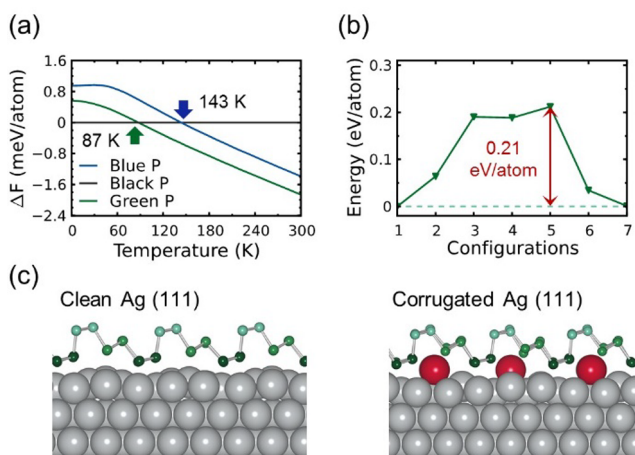 (a)
ΔF (meV/atom)
1.6
0.8
0
−0.8
−1.6
−2.4
143 K
87 K
Blue P
Black P
Green P
0 60 120 180 240 300
Temperature (K)
(b)
Energy (eV/atom)
0.3
0.2
0.1
0
0.21
eV/atom
1 2 3 4 5 6 7
Configurations
(c)
Clean Ag (111)
Corrugated Ag (111)